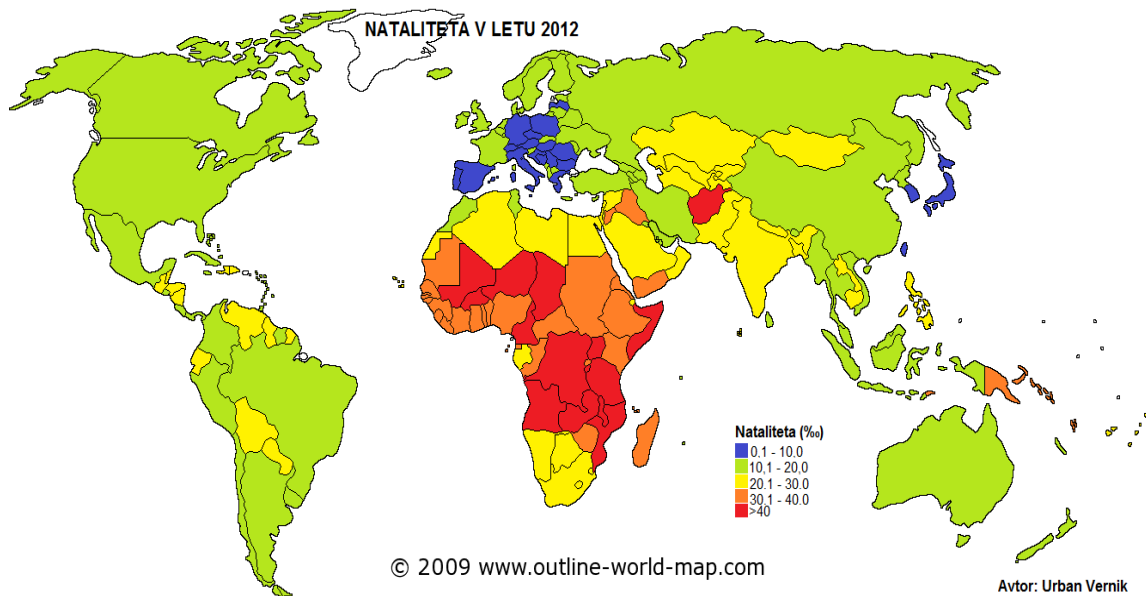 NATALITETA V LETU 2012
Nataliteta (‰)
0,1 - 10.0
10,1 - 20,0
20.1 - 30.0
30,1 - 40.0
>40
© 2009 www.outline-world-map.com
Avtor: Urban Vernik